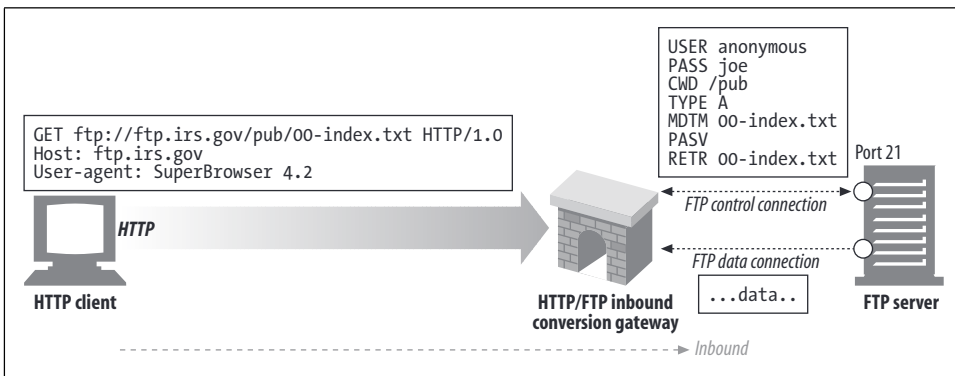 USER anonymous
PASS joe
CWD /pub
TYPE A
MDTM 00-index.txt
PASV
RETR 00-index.txt
GET ftp://ftp.irs.gov/pub/00-index.txt HTTP/1.0
Host: ftp.irs.gov
User-agent: SuperBrowser 4.2
Port 21
HTTP
FTP control connection
FTP data connection
...data..
HTTP client
HTTP/FTP inbound
conversion gateway
FTP server
Inbound